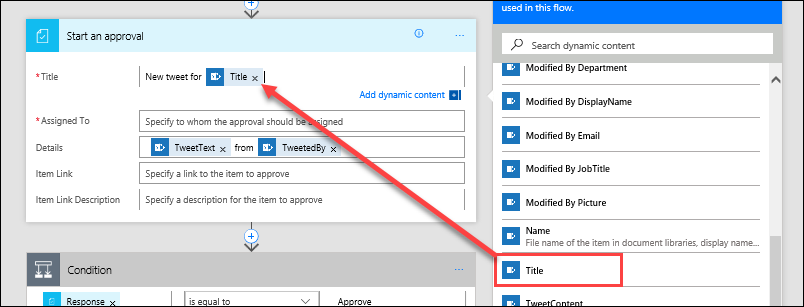 used in this flow.
Start an approval
...
Search dynamic content
* Title
New tweet for Title x
Add dynamic content
* Assigned To
Specify to whom the approval should be assigned
Details
TweetText x from TweetedBy x
Item Link
Specify a link to the item to approve
Item Link Description
Specify a description for the item to approve
Condition
...
Response x
is equal to
Approve
Modified By Department
Modified By DisplayName
Modified By Email
Modified By JobTitle
Modified By Picture
Name
File name of the item in document libraries, display name...
Title
TweetContent